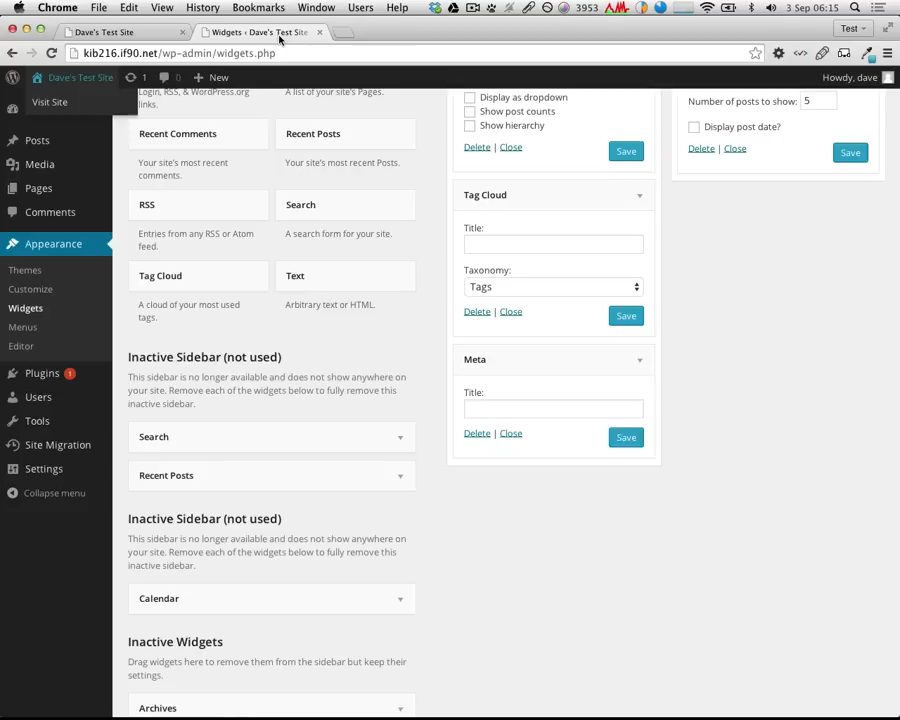 Chrome File Edit View History Bookmarks Window Users Help 3953 3 Sep 06:15
Dave's Test Site
Widgets ‹ Dave's Test Site
Test
kib216.if90.net/wp-admin/widgets.php
Dave's Test Site 1 0 New Howdy, dave
Visit Site
Posts
Media
Pages
Comments
Appearance
Themes
Customize
Widgets
Menus
Editor
Plugins 1
Users
Tools
Site Migration
Settings
Collapse menu
Login, RSS, & WordPress.org
links.
A list of your site's Pages.
Recent Comments
Your site's most recent
comments.
Recent Posts
Your site's most recent Posts.
RSS
Entries from any RSS or Atom
feed.
Search
A search form for your site.
Tag Cloud
A cloud of your most used
tags.
Text
Arbitrary text or HTML.
Inactive Sidebar (not used)
This sidebar is no longer available and does not show anywhere on
your site. Remove each of the widgets below to fully remove this
inactive sidebar.
Search
Recent Posts
Inactive Sidebar (not used)
This sidebar is no longer available and does not show anywhere on
your site. Remove each of the widgets below to fully remove this
inactive sidebar.
Calendar
Inactive Widgets
Drag widgets here to remove them from the sidebar but keep their
settings.
Archives
Display as dropdown
Show post counts
Show hierarchy
Delete | Close Save
Tag Cloud
Title:
Taxonomy:
Tags
Delete | Close Save
Meta
Title:
Delete | Close Save
Number of posts to show: 5
Display post date?
Delete | Close Save